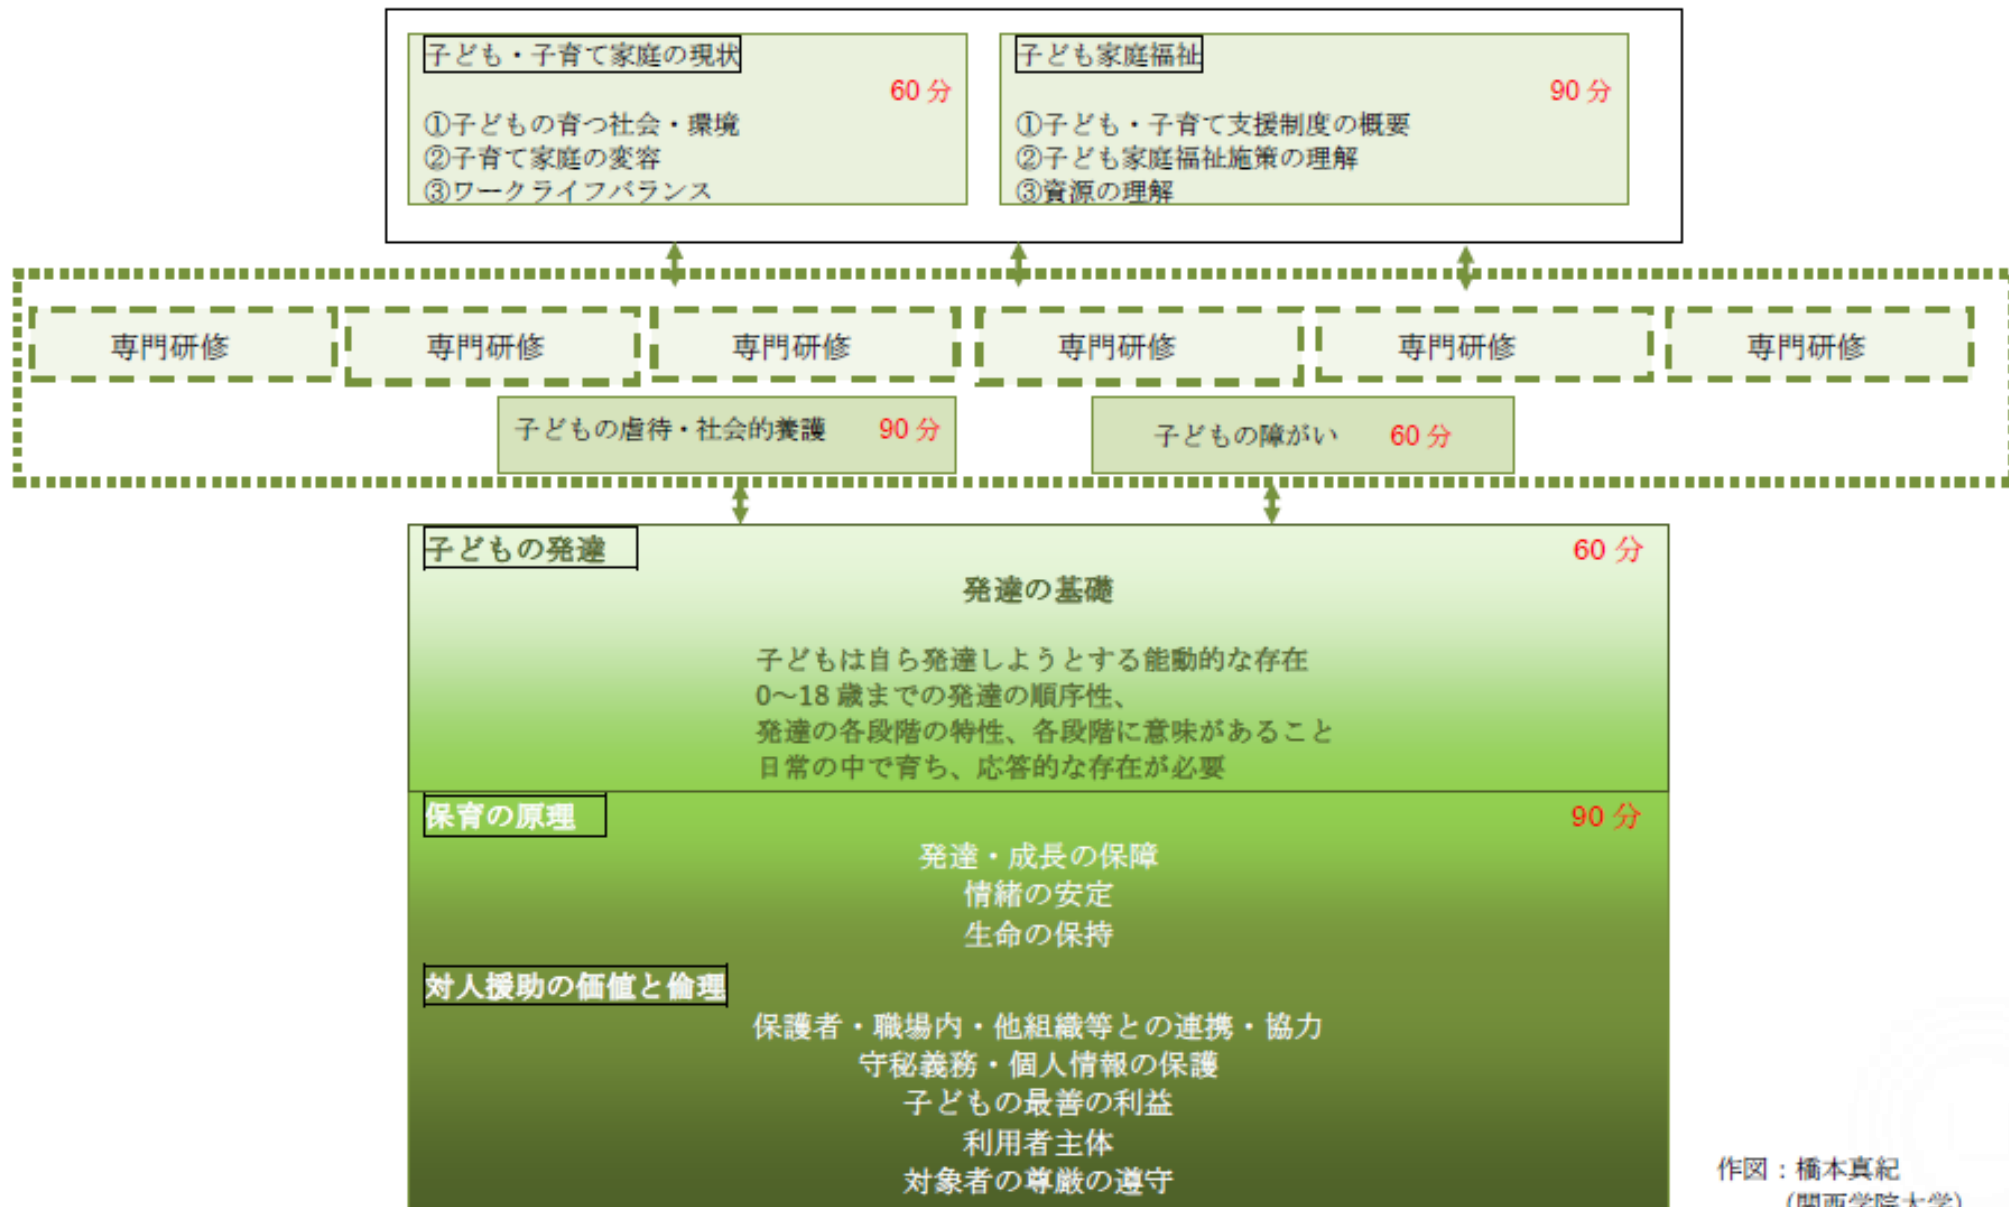 子ども・子育て家庭の現状
60 分
①子どもの育つ社会・環境
②子育て家庭の変容
③ワークライフバランス
子ども家庭福祉
90 分
①子ども・子育て支援制度の概要
②子ども家庭福祉施策の理解
③資源の理解
専門研修
専門研修
専門研修
専門研修
専門研修
専門研修
子どもの虐待・社会的養護 90 分
子どもの障がい 60 分
子どもの発達 60 分
発達の基礎
子どもは自ら発達しようとする能動的な存在
0～18 歳までの発達の順序性、
発達の各段階の特性、各段階に意味があること
日常の中で育ち、応答的な存在が必要
保育の原理 90 分
発達・成長の保障
情緒の安定
生命の保持
対人援助の価値と倫理
保護者・職場内・他組織等との連携・協力
守秘義務・個人情報の保護
子どもの最善の利益
利用者主体
対象者の尊厳の遵守
作図：橋本真紀
（関西学院大学）